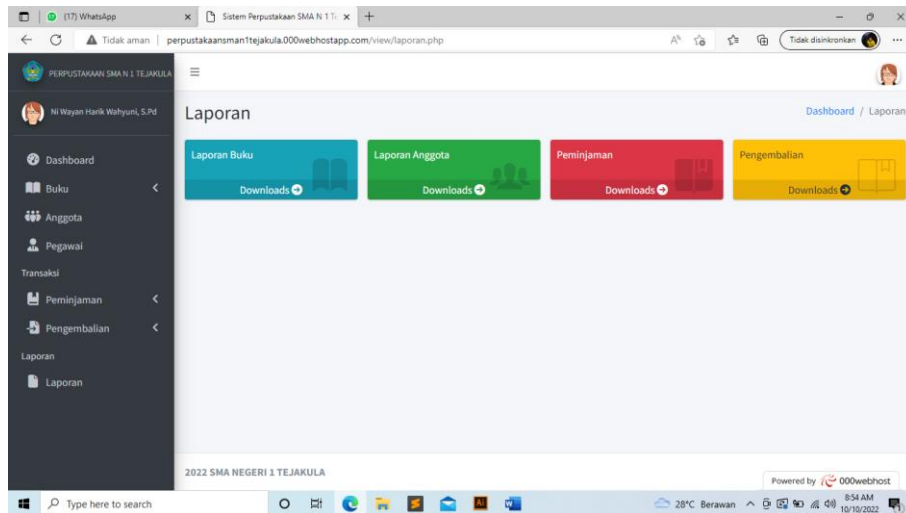 (17) WhatsApp
Sistem Perpustakaan SMA N 1 Te
Tidak aman
perpustakaansman1tejakula.000webhostapp.com/view/laporan.php
Tidak disinkronkan
PERPUSTAKAAN SMA N 1 TEJAKULA
Ni Wayan Harik Wahyuni, S.Pd
Laporan
Dashboard / Laporan
Dashboard
Buku
Anggota
Pegawai
Transaksi
Peminjaman
Pengembalian
Laporan
Laporan
Laporan Buku
Downloads
Laporan Anggota
Downloads
Peminjaman
Downloads
Pengembalian
Downloads
2022 SMA NEGERI 1 TEJAKULA
Powered by 000webhost
Type here to search
28°C Berawan
8:54 AM
10/10/2022